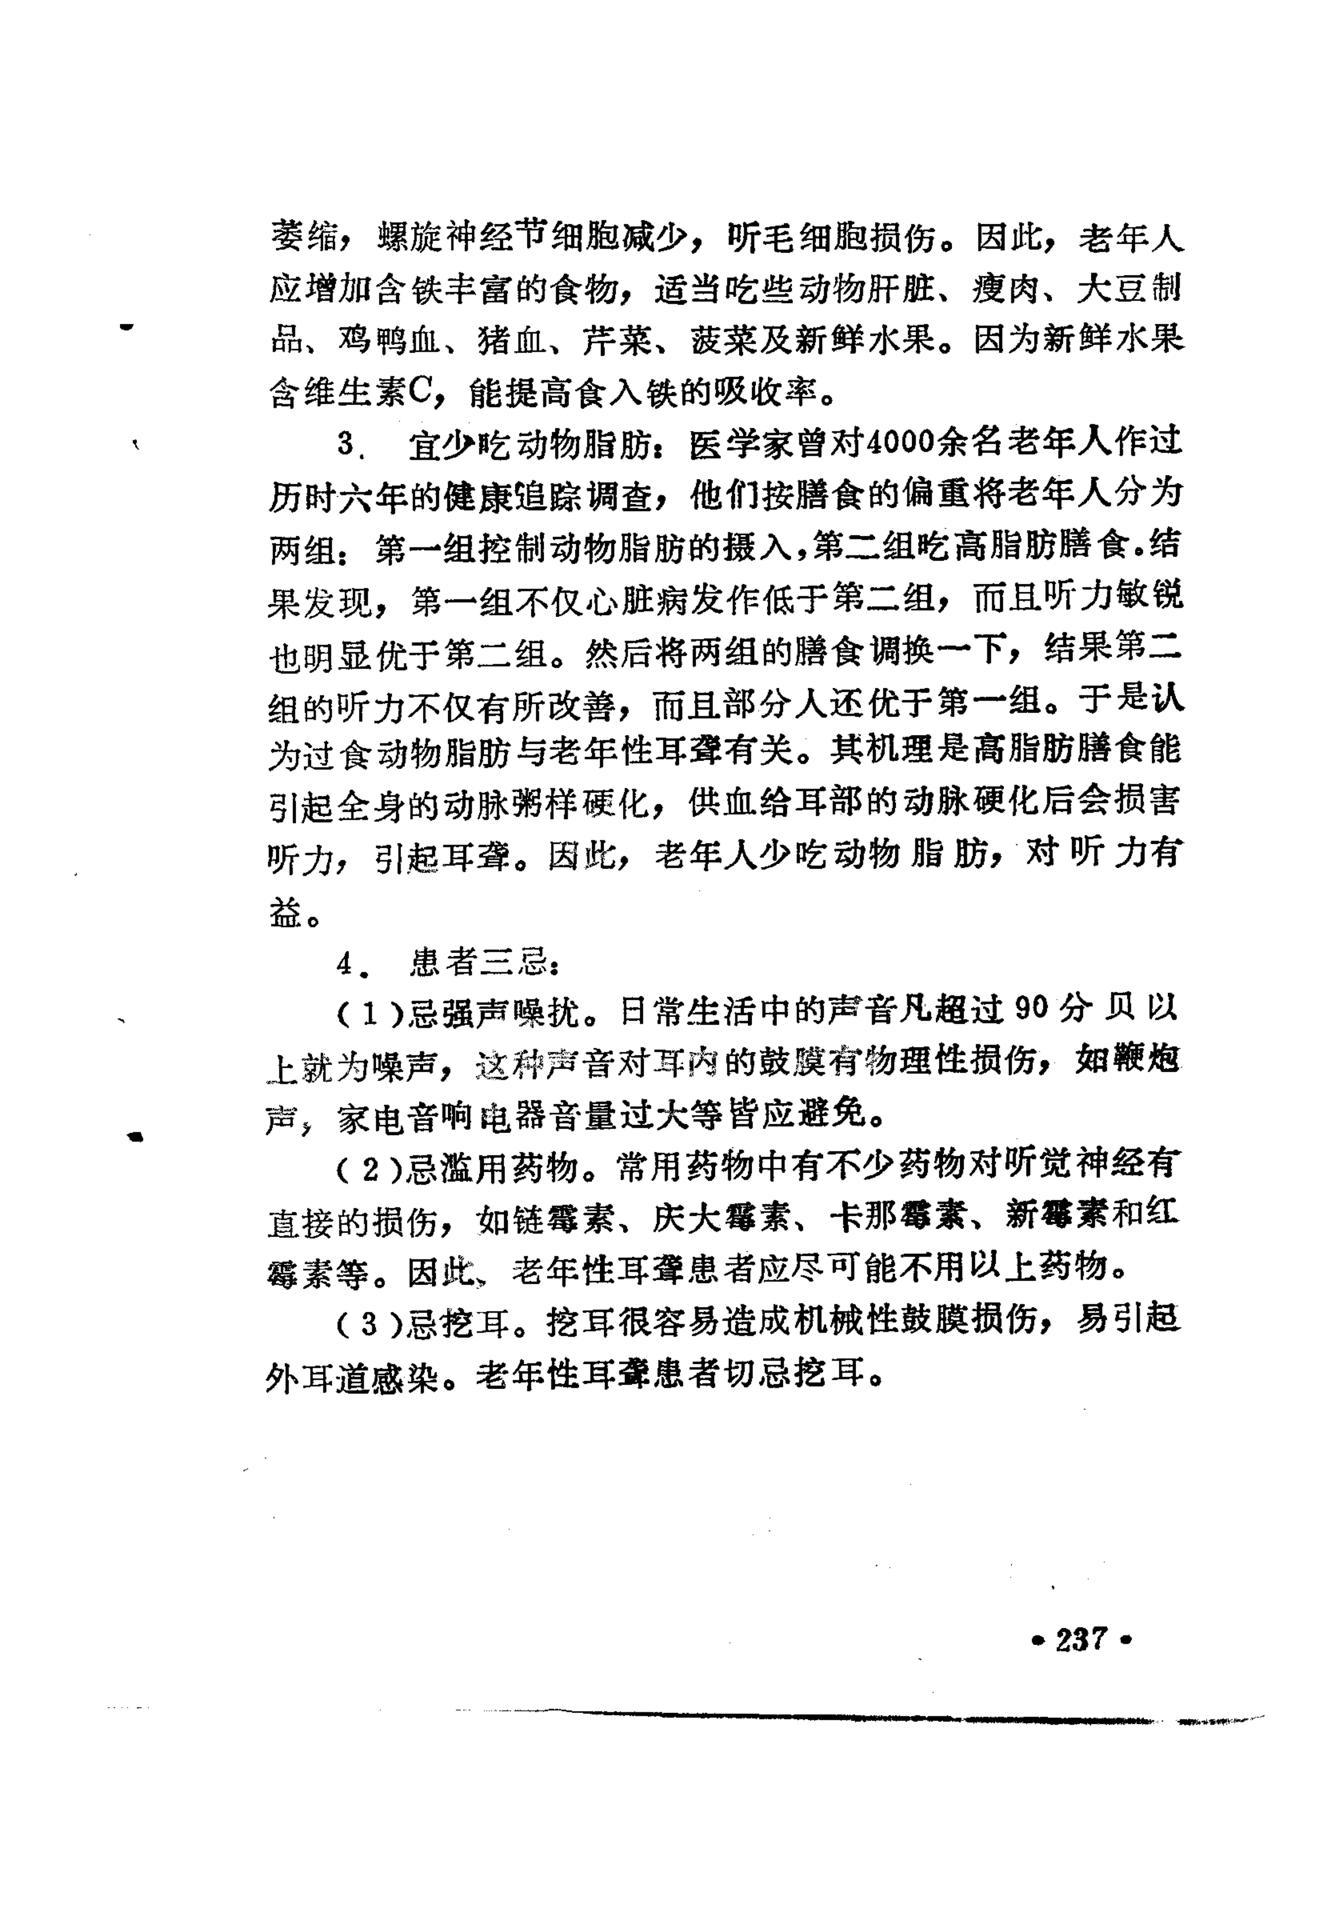 萎缩，螺旋神经节细胞减少，听毛细胞损伤。因此，老年人
应增加含铁丰富的食物，适当吃些动物肝脏、瘦肉、大豆制
品、鸡鸭血、猪血、芹菜、菠菜及新鲜水果。因为新鲜水果
含维生素C，能提高食入铁的吸收率。
3．宜少吃动物脂肪：医学家曾对4000余名老年人作过
历时六年的健康追踪调查，他们按膳食的偏重将老年人分为
两组：第一组控制动物脂肪的摄入，第二组吃高脂肪膳食。结
果发现，第一组不仅心脏病发作低于第二组，而且听力敏锐
也明显优于第二组。然后将两组的膳食调换一下，结果第二
组的听力不仅有所改善，而且部分人还优于第一组。于是认
为过食动物脂肪与老年性耳聋有关。其机理是高脂肪膳食能
引起全身的动脉粥样硬化，供血给耳部的动脉硬化后会损害
听力，引起耳聋。因此，老年人少吃动物脂肪，对听力有
益。
4．患者三忌：
(1)忌强声噪扰。日常生活中的声音凡超过90分贝以
上就为噪声，这种声音对耳内的鼓膜有物理性损伤，如鞭炮
声，家电音响电器音量过大等皆应避免。
(2)忌滥用药物。常用药物中有不少药物对听觉神经有
直接的损伤，如链霉素、庆大霉素、卡那霉素、新霉素和红
霉素等。因此、老年性耳聋患者应尽可能不用以上药物。
(3)忌挖耳。挖耳很容易造成机械性鼓膜损伤，易引起
外耳道感染。老年性耳聋患者切忌挖耳。
•237•